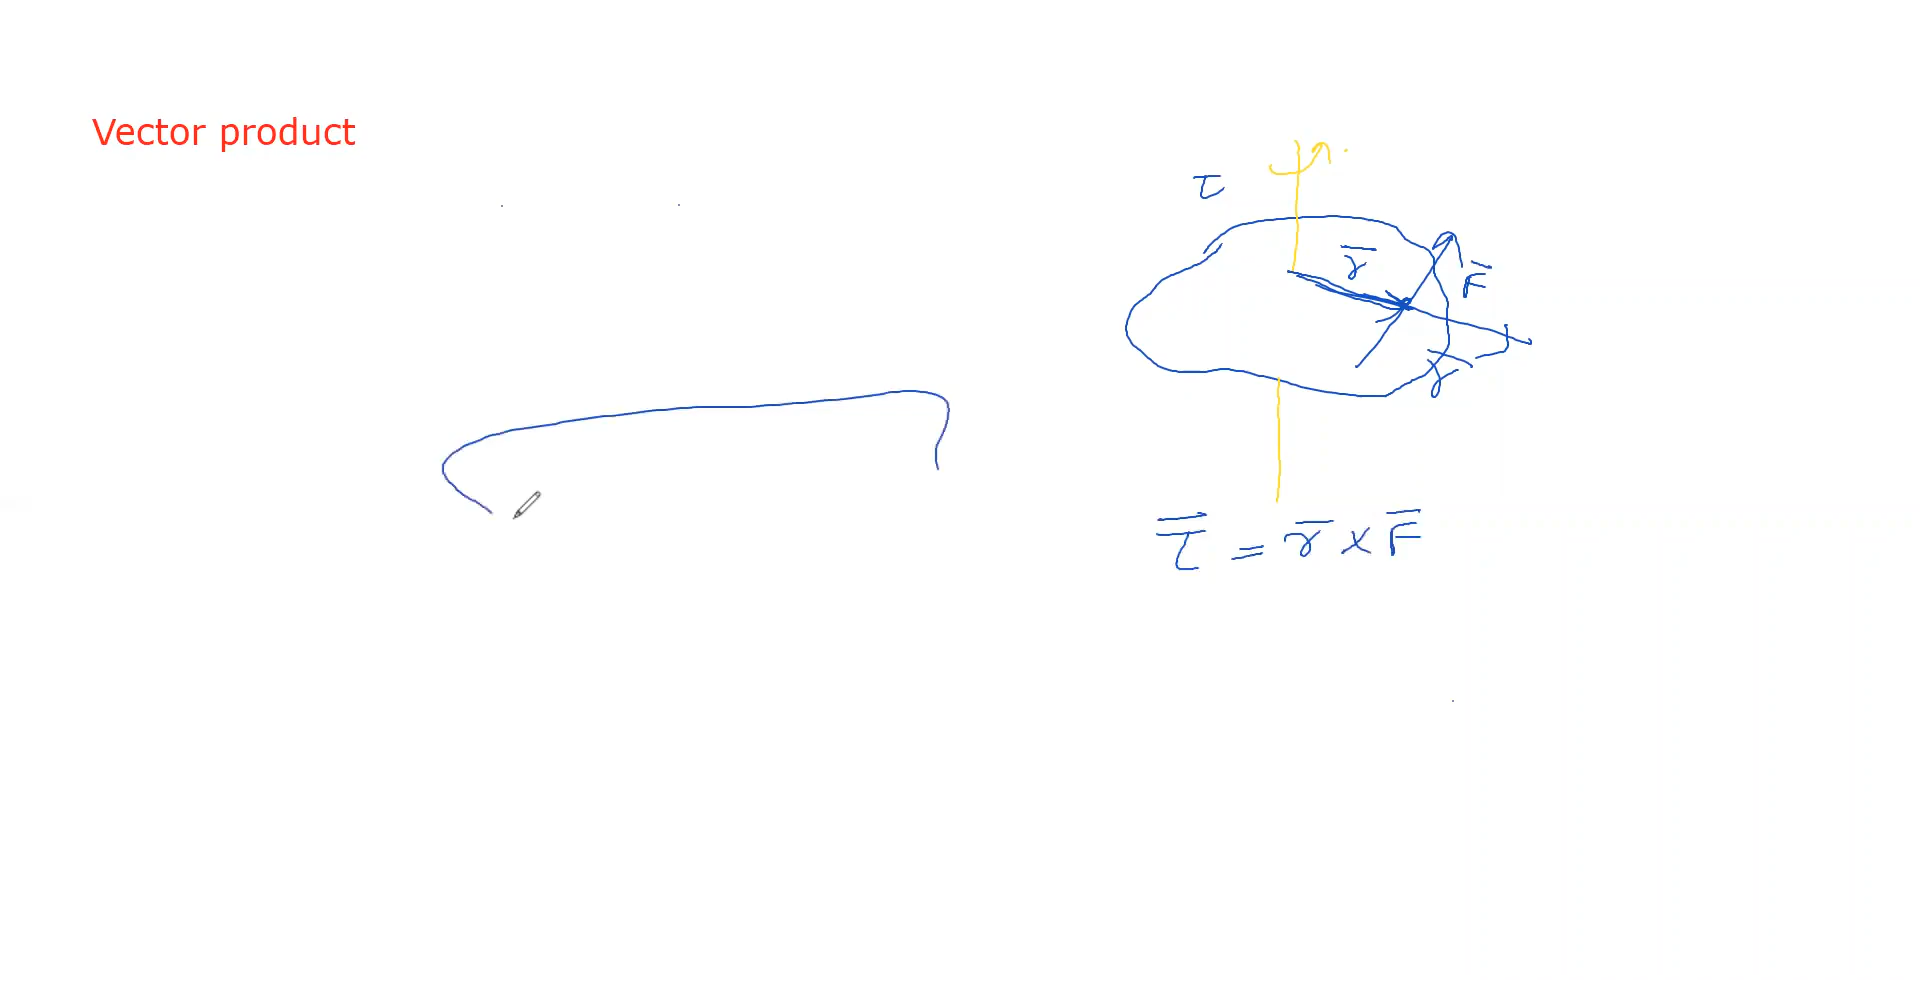 Vector product
τ
r̅
F̅
r̅
τ̅ = r̅ × F̅